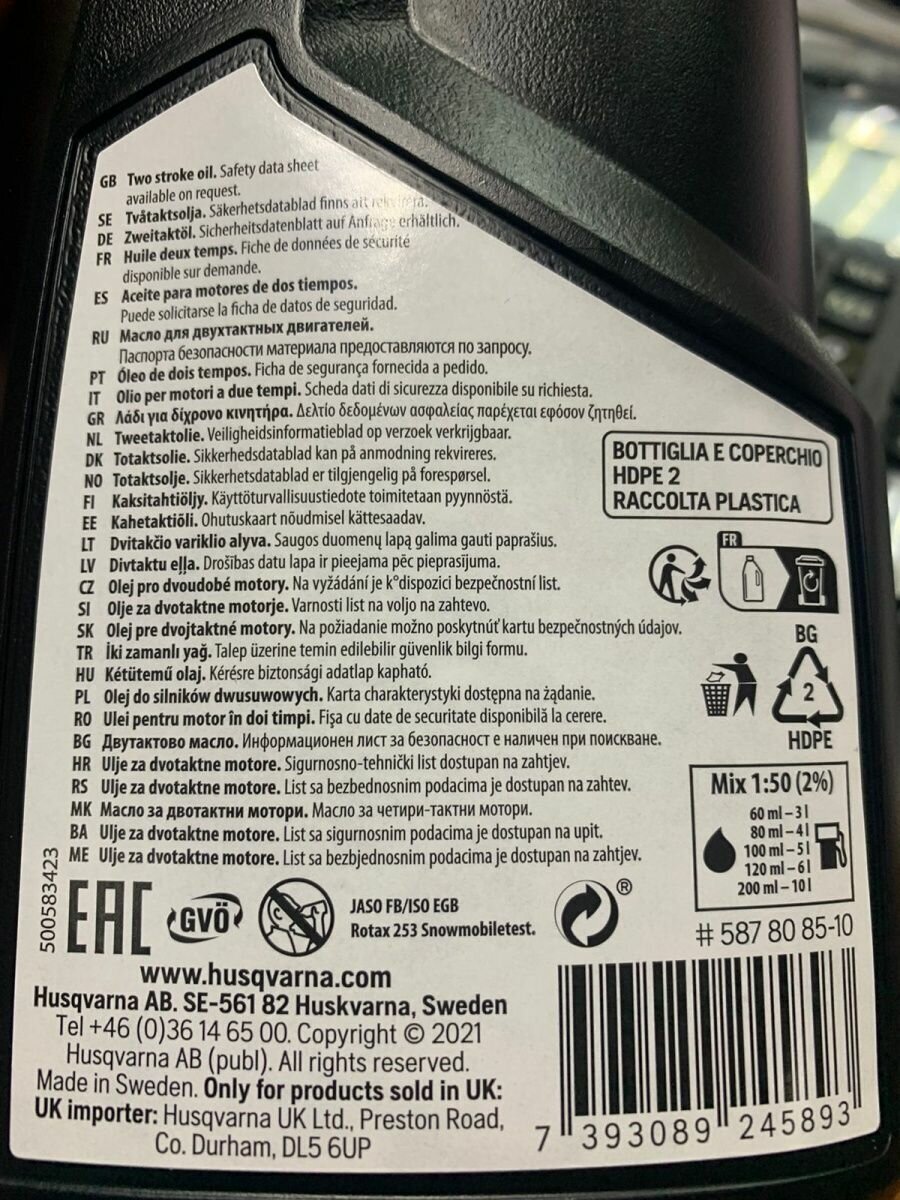 GB Two stroke oil. Safety data sheet
available on request.
SE Tvåtaktsolja. Säkerhetsdatablad finns att rekvirera.
DE Zweitaktöl. Sicherheitsdatenblatt auf Anfrage erhältlich.
FR Huile deux temps. Fiche de données de sécurité
disponible sur demande.
ES Aceite para motores de dos tiempos.
Puede solicitarse la ficha de datos de seguridad.
RU Масло для двухтактных двигателей.
Паспорта безопасности материала предоставляются по запросу.
PT Óleo de dois tempos. Ficha de segurança fornecida a pedido.
IT Olio per motori a due tempi. Scheda dati di sicurezza disponibile su richiesta.
GR Λάδι για δίχρονο κινητήρα. Δελτίο δεδομένων ασφαλείας παρέχεται εφόσον ζητηθεί.
NL Tweetaktolie. Veiligheidsinformatieblad op verzoek verkrijgbaar.
DK Totaktsolie. Sikkerhedsdatablad kan på anmodning rekvireres.
NO Totaktsolje. Sikkerhetsdatablad er tilgjengelig på forespørsel.
FI Kaksitahtiöljy. Käyttöturvallisuustiedote toimitetaan pyynnöstä.
EE Kahetaktiõli. Ohutuskaart nõudmisel kättesaadav.
LT Dvitakčio variklio alyva. Saugos duomenų lapą galima gauti paprašius.
LV Divtaktu eļļa. Drošības datu lapa ir pieejama pēc pieprasījuma.
CZ Olej pro dvoudobé motory. Na vyžádání je k°dispozici bezpečnostní list.
SI Olje za dvotaktne motorje. Varnosti list na voljo na zahtevo.
SK Olej pre dvojtaktné motory. Na požiadanie možno poskytnúť kartu bezpečnostných údajov.
TR İki zamanlı yağ. Talep üzerine temin edilebilir güvenlik bilgi formu.
HU Kétütemű olaj. Kérésre biztonsági adatlap kapható.
PL Olej do silników dwusuwowych. Karta charakterystyki dostępna na żądanie.
RO Ulei pentru motor în doi timpi. Fişa cu date de securitate disponibilă la cerere.
BG Двутактово масло. Информационен лист за безопасност е наличен при поискване.
HR Ulje za dvotaktne motore. Sigurnosno-tehnički list dostupan na zahtjev.
RS Ulje za dvotaktne motore. List sa bezbednosnim podacima je dostupan na zahtev.
MK Масло за двотактни мотори. Масло за четири-тактни мотори.
BA Ulje za dvotaktne motore. List sa sigurnosnim podacima je dostupan na upit.
ME Ulje za dvotaktne motore. List sa bezbjednosnim podacima je dostupan na zahtjev.
BOTTIGLIA E COPERCHIO
HDPE 2
RACCOLTA PLASTICA
FR
BG
2
HDPE
Mix 1:50 (2%)
60 ml – 3 l
80 ml – 4 l
100 ml – 5 l
120 ml – 6 l
200 ml – 10 l
500583423
EAC
GVÖ
JASO FB/ISO EGB
Rotax 253 Snowmobiletest.
®
# 587 80 85-10
www.husqvarna.com
Husqvarna AB. SE-561 82 Huskvarna, Sweden
Tel +46 (0)36 14 65 00. Copyright © 2021
Husqvarna AB (publ). All rights reserved.
Made in Sweden. Only for products sold in UK:
UK importer: Husqvarna UK Ltd., Preston Road,
Co. Durham, DL5 6UP
7 393089 245893